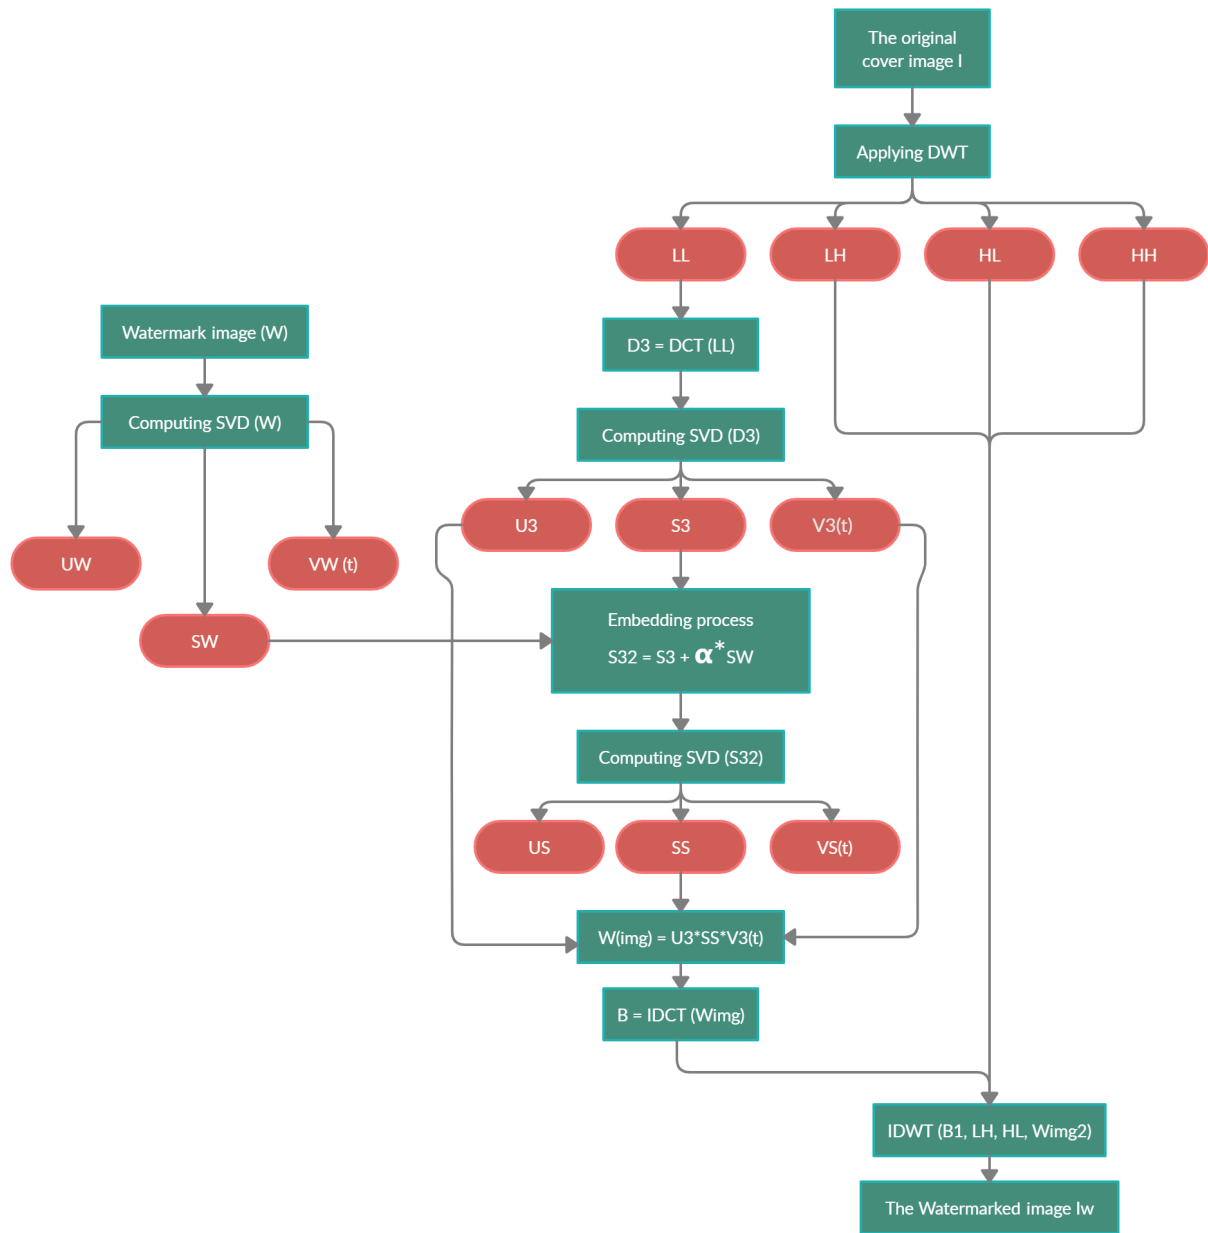 The original
cover image I
Applying DWT
LL
LH
HL
HH
Watermark image (W)
D3 = DCT (LL)
Computing SVD (W)
Computing SVD (D3)
U3
S3
V3(t)
UW
VW (t)
SW
Embedding process
S32 = S3 + α*SW
Computing SVD (S32)
US
SS
VS(t)
W(img) = U3*SS*V3(t)
B = IDCT (Wimg)
IDWT (B1, LH, HL, Wimg2)
The Watermarked image Iw